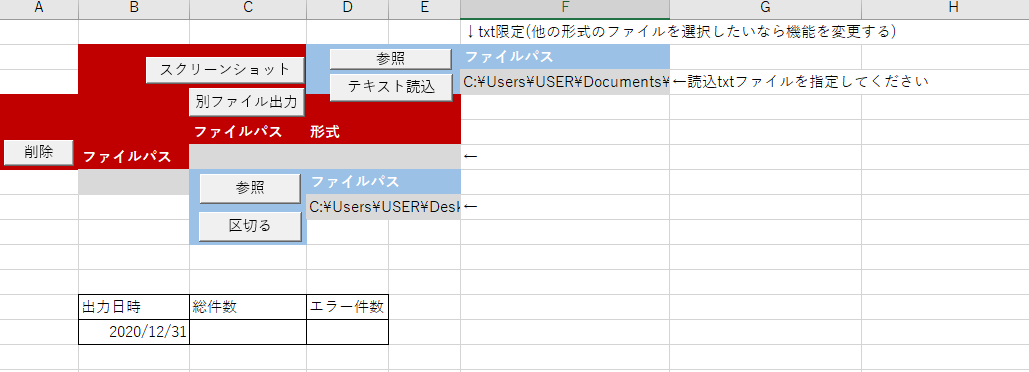 A B C D E F G H
↓txt限定(他の形式のファイルを選択したいなら機能を変更する)
参照 ファイルパス
スクリーンショット
テキスト読込 C:¥Users¥USER¥Documents¥ ←読込txtファイルを指定してください
別ファイル出力
ファイルパス 形式
削除 ファイルパス ←
参照 ファイルパス
C:¥Users¥USER¥Desk ←
区切る
出力日時 総件数 エラー件数
2020/12/31